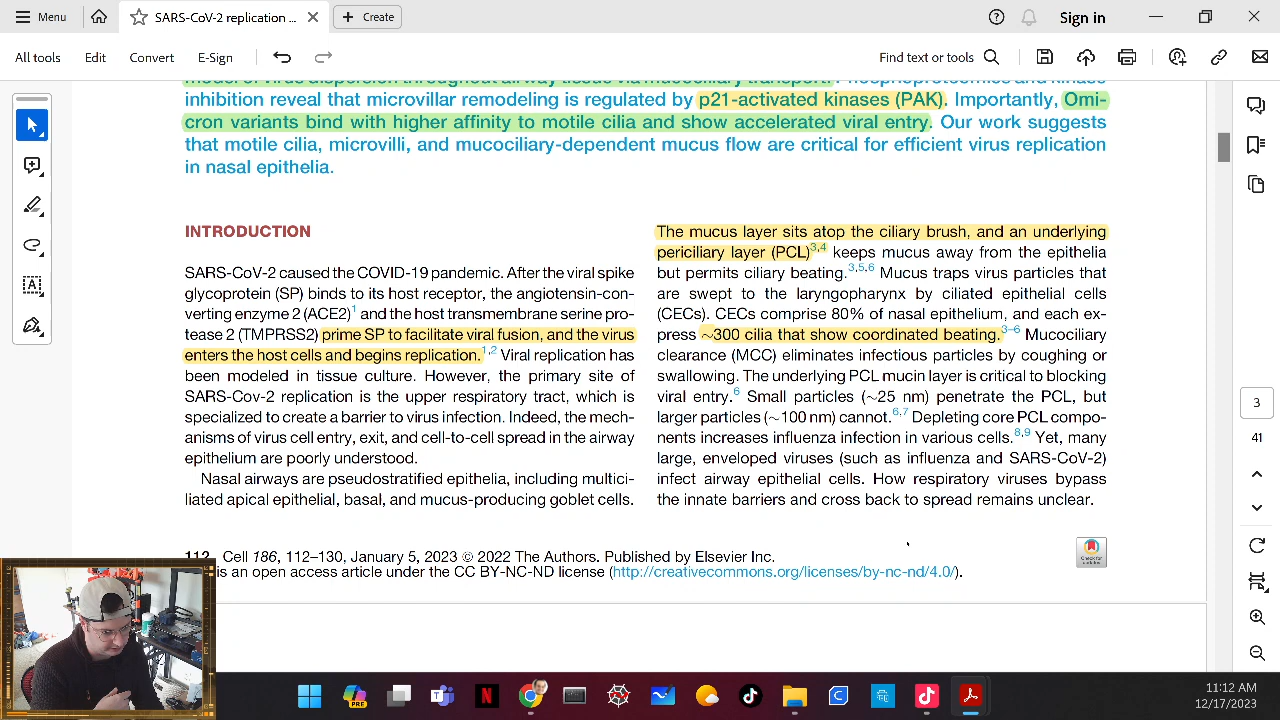 Menu
SARS-CoV-2 replication ...
Create
Sign in
All tools
Edit
Convert
E-Sign
Find text or tools
inhibition reveal that microvillar remodeling is regulated by p21-activated kinases (PAK). Importantly, Omi-
cron variants bind with higher affinity to motile cilia and show accelerated viral entry. Our work suggests
that motile cilia, microvilli, and mucociliary-dependent mucus flow are critical for efficient virus replication
in nasal epithelia.
INTRODUCTION
SARS-CoV-2 caused the COVID-19 pandemic. After the viral spike
glycoprotein (SP) binds to its host receptor, the angiotensin-con-
verting enzyme 2 (ACE2)1 and the host transmembrane serine pro-
tease 2 (TMPRSS2) prime SP to facilitate viral fusion, and the virus
enters the host cells and begins replication.1,2 Viral replication has
been modeled in tissue culture. However, the primary site of
SARS-Cov-2 replication is the upper respiratory tract, which is
specialized to create a barrier to virus infection. Indeed, the mech-
anisms of virus cell entry, exit, and cell-to-cell spread in the airway
epithelium are poorly understood.
Nasal airways are pseudostratified epithelia, including multicil-
liated apical epithelial, basal, and mucus-producing goblet cells.
The mucus layer sits atop the ciliary brush, and an underlying
periciliary layer (PCL)3,4 keeps mucus away from the epithelia
but permits ciliary beating.3,5,6 Mucus traps virus particles that
are swept to the laryngopharynx by ciliated epithelial cells
(CECs). CECs comprise 80% of nasal epithelium, and each ex-
press ~300 cilia that show coordinated beating.3–6 Mucociliary
clearance (MCC) eliminates infectious particles by coughing or
swallowing. The underlying PCL mucin layer is critical to blocking
viral entry.6 Small particles (~25 nm) penetrate the PCL, but
larger particles (~100 nm) cannot.6,7 Depleting core PCL compo-
nents increases influenza infection in various cells.8,9 Yet, many
large, enveloped viruses (such as influenza and SARS-CoV-2)
infect airway epithelial cells. How respiratory viruses bypass
the innate barriers and cross back to spread remains unclear.
112 Cell 186, 112–130, January 5, 2023 © 2022 The Authors. Published by Elsevier Inc.
is an open access article under the CC BY-NC-ND license (http://creativecommons.org/licenses/by-nc-nd/4.0/).
Check for
updates
3
41
PRE
11:12 AM
12/17/2023